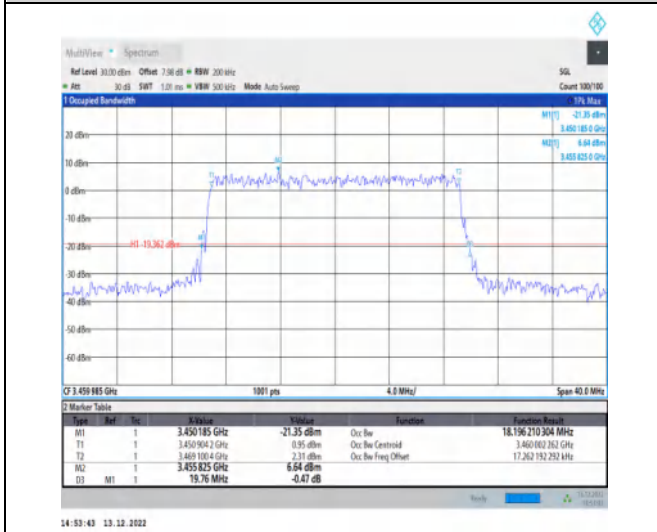 MultiView Spectrum
Ref Level 30.00 dBm Offset 7.98 dB RBW 200 kHz SGL
Att 30 dB SWT 1.01 ms VBW 500 kHz Mode Auto Sweep Count 100/100
1 Occupied Bandwidth 1Pk Max
M1[1] -21.35 dBm
3.450 185 0 GHz
20 dBm M2[1] 6.64 dBm
3.455 825 0 GHz
10 dBm
M2
T1 T2
0 dBm
-10 dBm
M1
-20 dBm H1 -19.362 dBm
-30 dBm
-40 dBm
-50 dBm
-60 dBm
CF 3.459 985 GHz 1001 pts 4.0 MHz/ Span 40.0 MHz
2 Marker Table
Type Ref Trc X-Value Y-Value Function Function Result
M1 1 3.450185 GHz -21.35 dBm Occ Bw 18.196 210 304 MHz
T1 1 3.450 904 2 GHz 0.95 dBm Occ Bw Centroid 3.460 002 262 GHz
T2 1 3.469 100 4 GHz 2.31 dBm Occ Bw Freq Offset 17.262 192 292 kHz
M2 1 3.455825 GHz 6.64 dBm
D3 M1 1 19.76 MHz -0.47 dB
Ready
14:53:43 13.12.2022